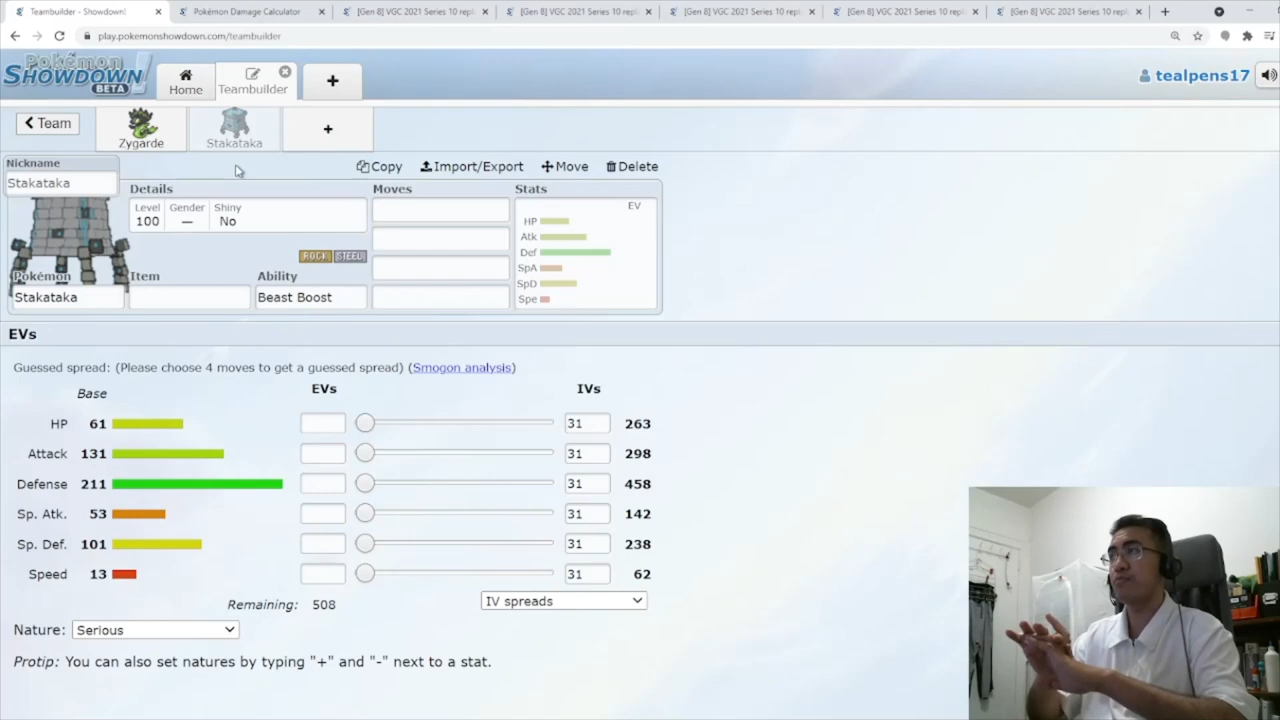 Teambuilder - Showdown!
Pokémon Damage Calculator
[Gen 8] VGC 2021 Series 10 repl
[Gen 8] VGC 2021 Series 10 repl
[Gen 8] VGC 2021 Series 10 repl
[Gen 8] VGC 2021 Series 10 repl
[Gen 8] VGC 2021 Series 10 repl
play.pokemonshowdown.com/teambuilder
Pokémon
SHOWDOWN!
BETA
Home
Teambuilder
tealpens17
Team
Zygarde
Stakataka
Nickname
Stakataka
Copy
Import/Export
Move
Delete
Details
Moves
Stats
Level
Gender
Shiny
100
—
No
EV
HP
Atk
Def
SpA
SpD
Spe
ROCK
STEEL
Pokémon
Item
Ability
Stakataka
Beast Boost
EVs
Guessed spread: (Please choose 4 moves to get a guessed spread) (Smogon analysis)
Base
EVs
IVs
HP 61 31 263
Attack 131 31 298
Defense 211 31 458
Sp. Atk. 53 31 142
Sp. Def. 101 31 238
Speed 13 31 62
Remaining: 508
IV spreads
Nature: Serious
Protip: You can also set natures by typing "+" and "-" next to a stat.